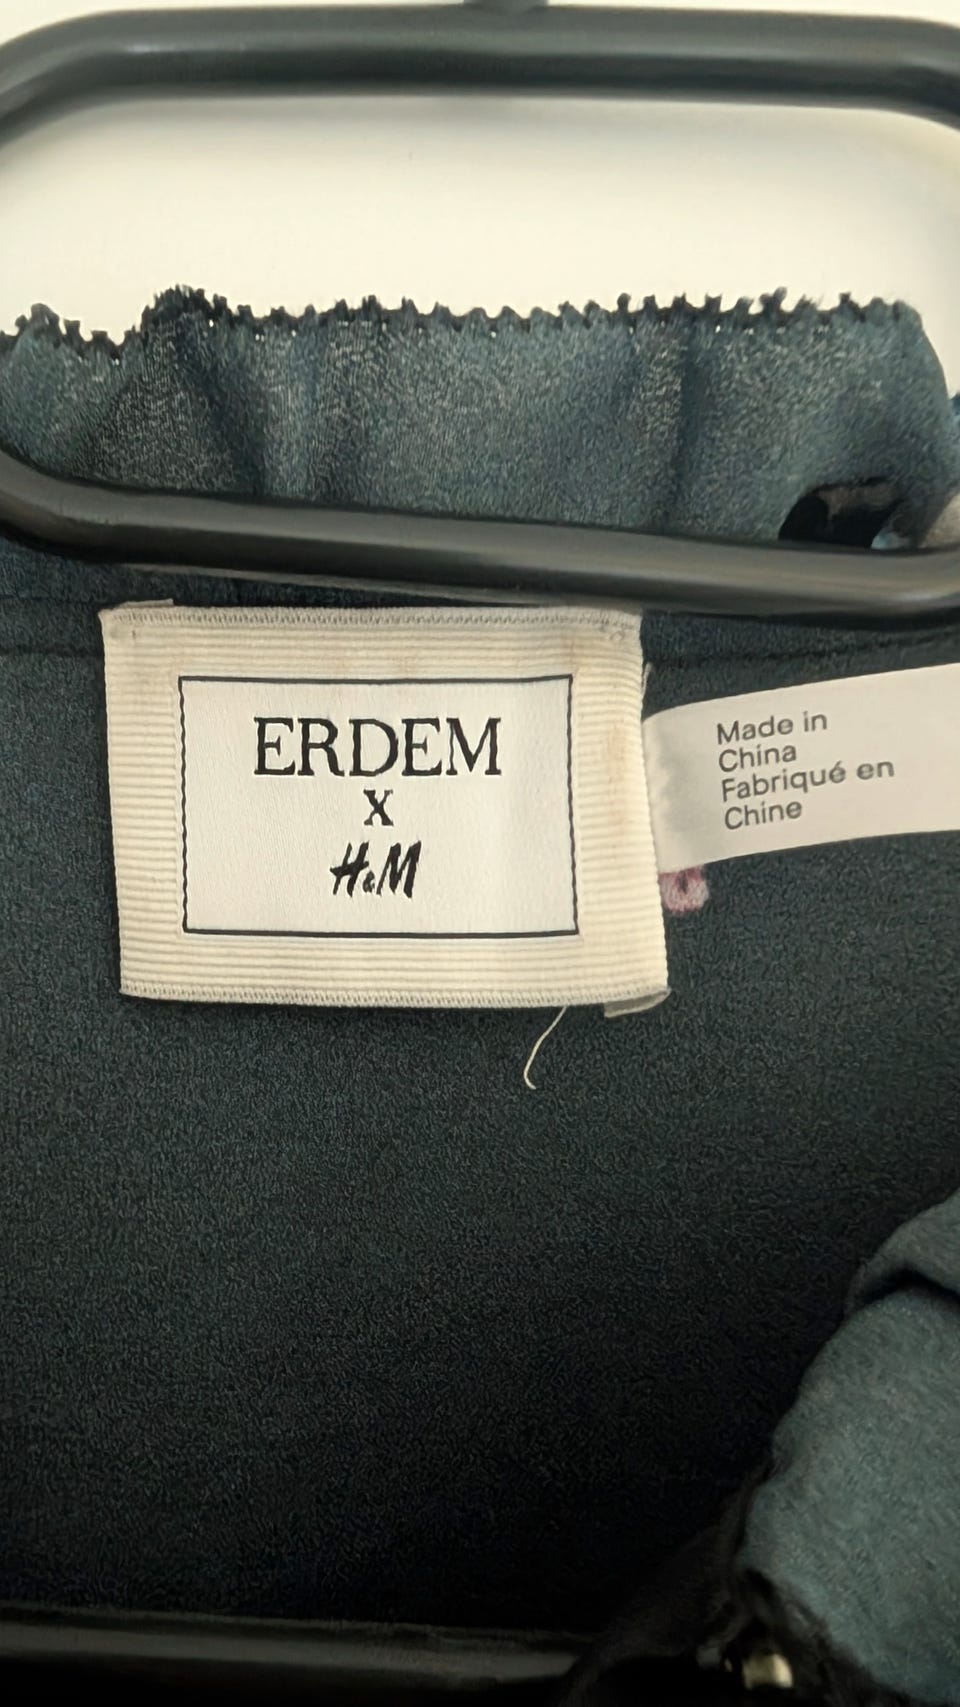 ERDEM
X
H&M
Made in
China
Fabriqué en
Chine